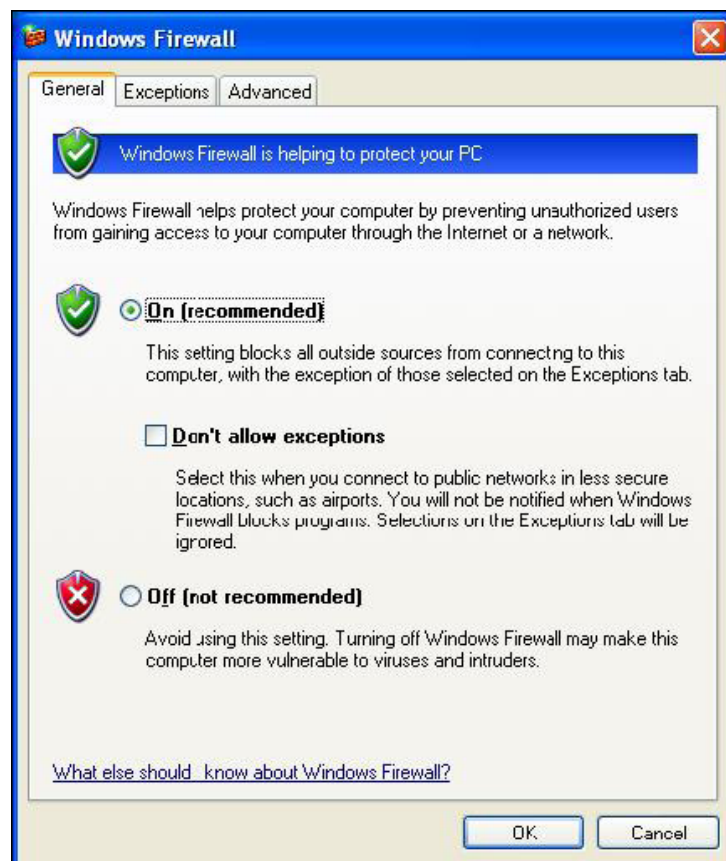 Windows Firewall
General Exceptions Advanced
Windows Firewall is helping to protect your PC
Windows Firewall helps protect your computer by preventing unauthorized users
from gaining access to your computer through the Internet or a network.
On (recommended)
This setting blocks all outside sources from connecting to this
computer, with the exception of those selected on the Exceptions tab.
Don't allow exceptions
Select this when you connect to public networks in less secure
locations, such as airports. You will not be notified when Windows
Firewall blocks programs. Selections on the Exceptions tab will be
ignored.
Off (not recommended)
Avoid using this setting. Turning off Windows Firewall may make this
computer more vulnerable to viruses and intruders.
What else should I know about Windows Firewall?
OK Cancel